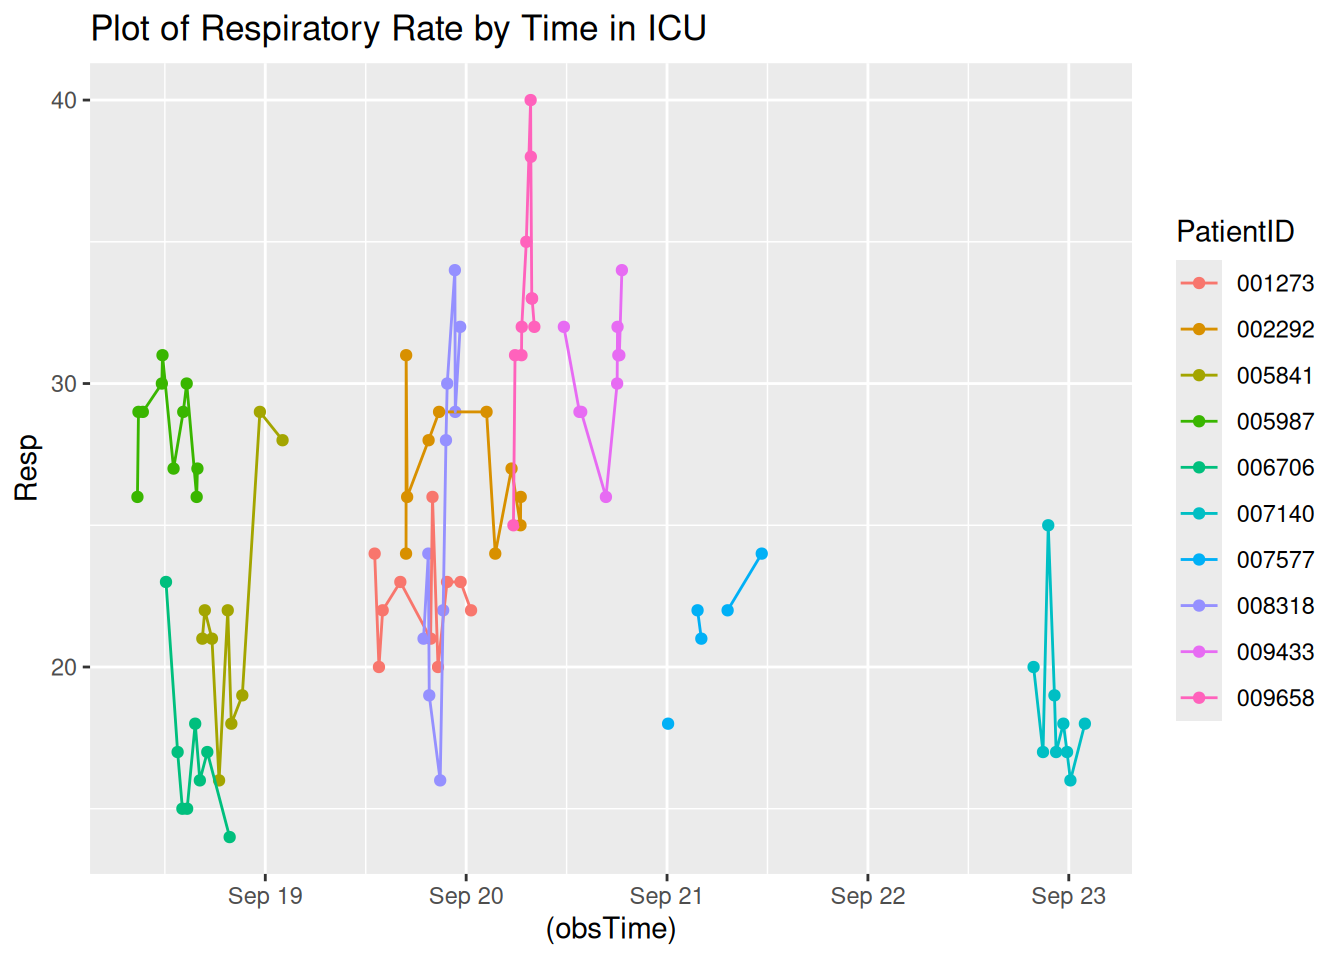 Plot of Respiratory Rate by Time in ICU
40
30
20
Resp
Sep 19
Sep 20
Sep 21
Sep 22
Sep 23
(obsTime)
PatientID
001273
002292
005841
005987
006706
007140
007577
008318
009433
009658